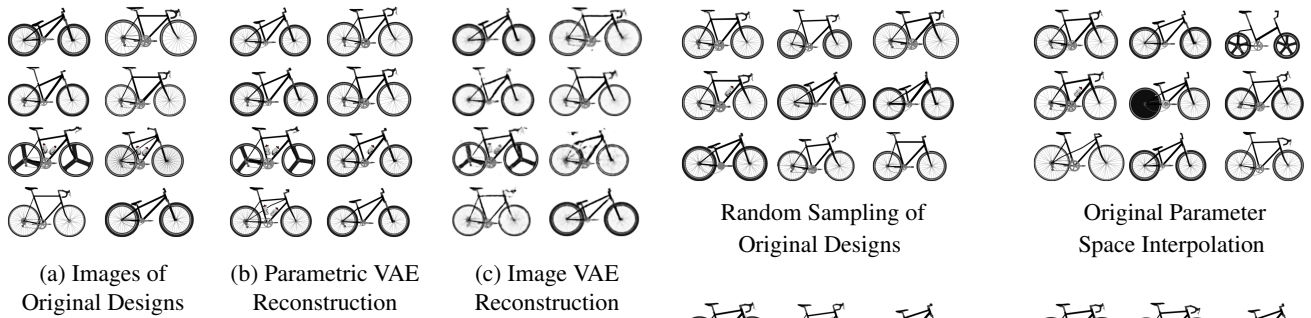 (a) Images of
Original Designs
(b) Parametric VAE
Reconstruction
(c) Image VAE
Reconstruction
Random Sampling of
Original Designs
Original Parameter
Space Interpolation